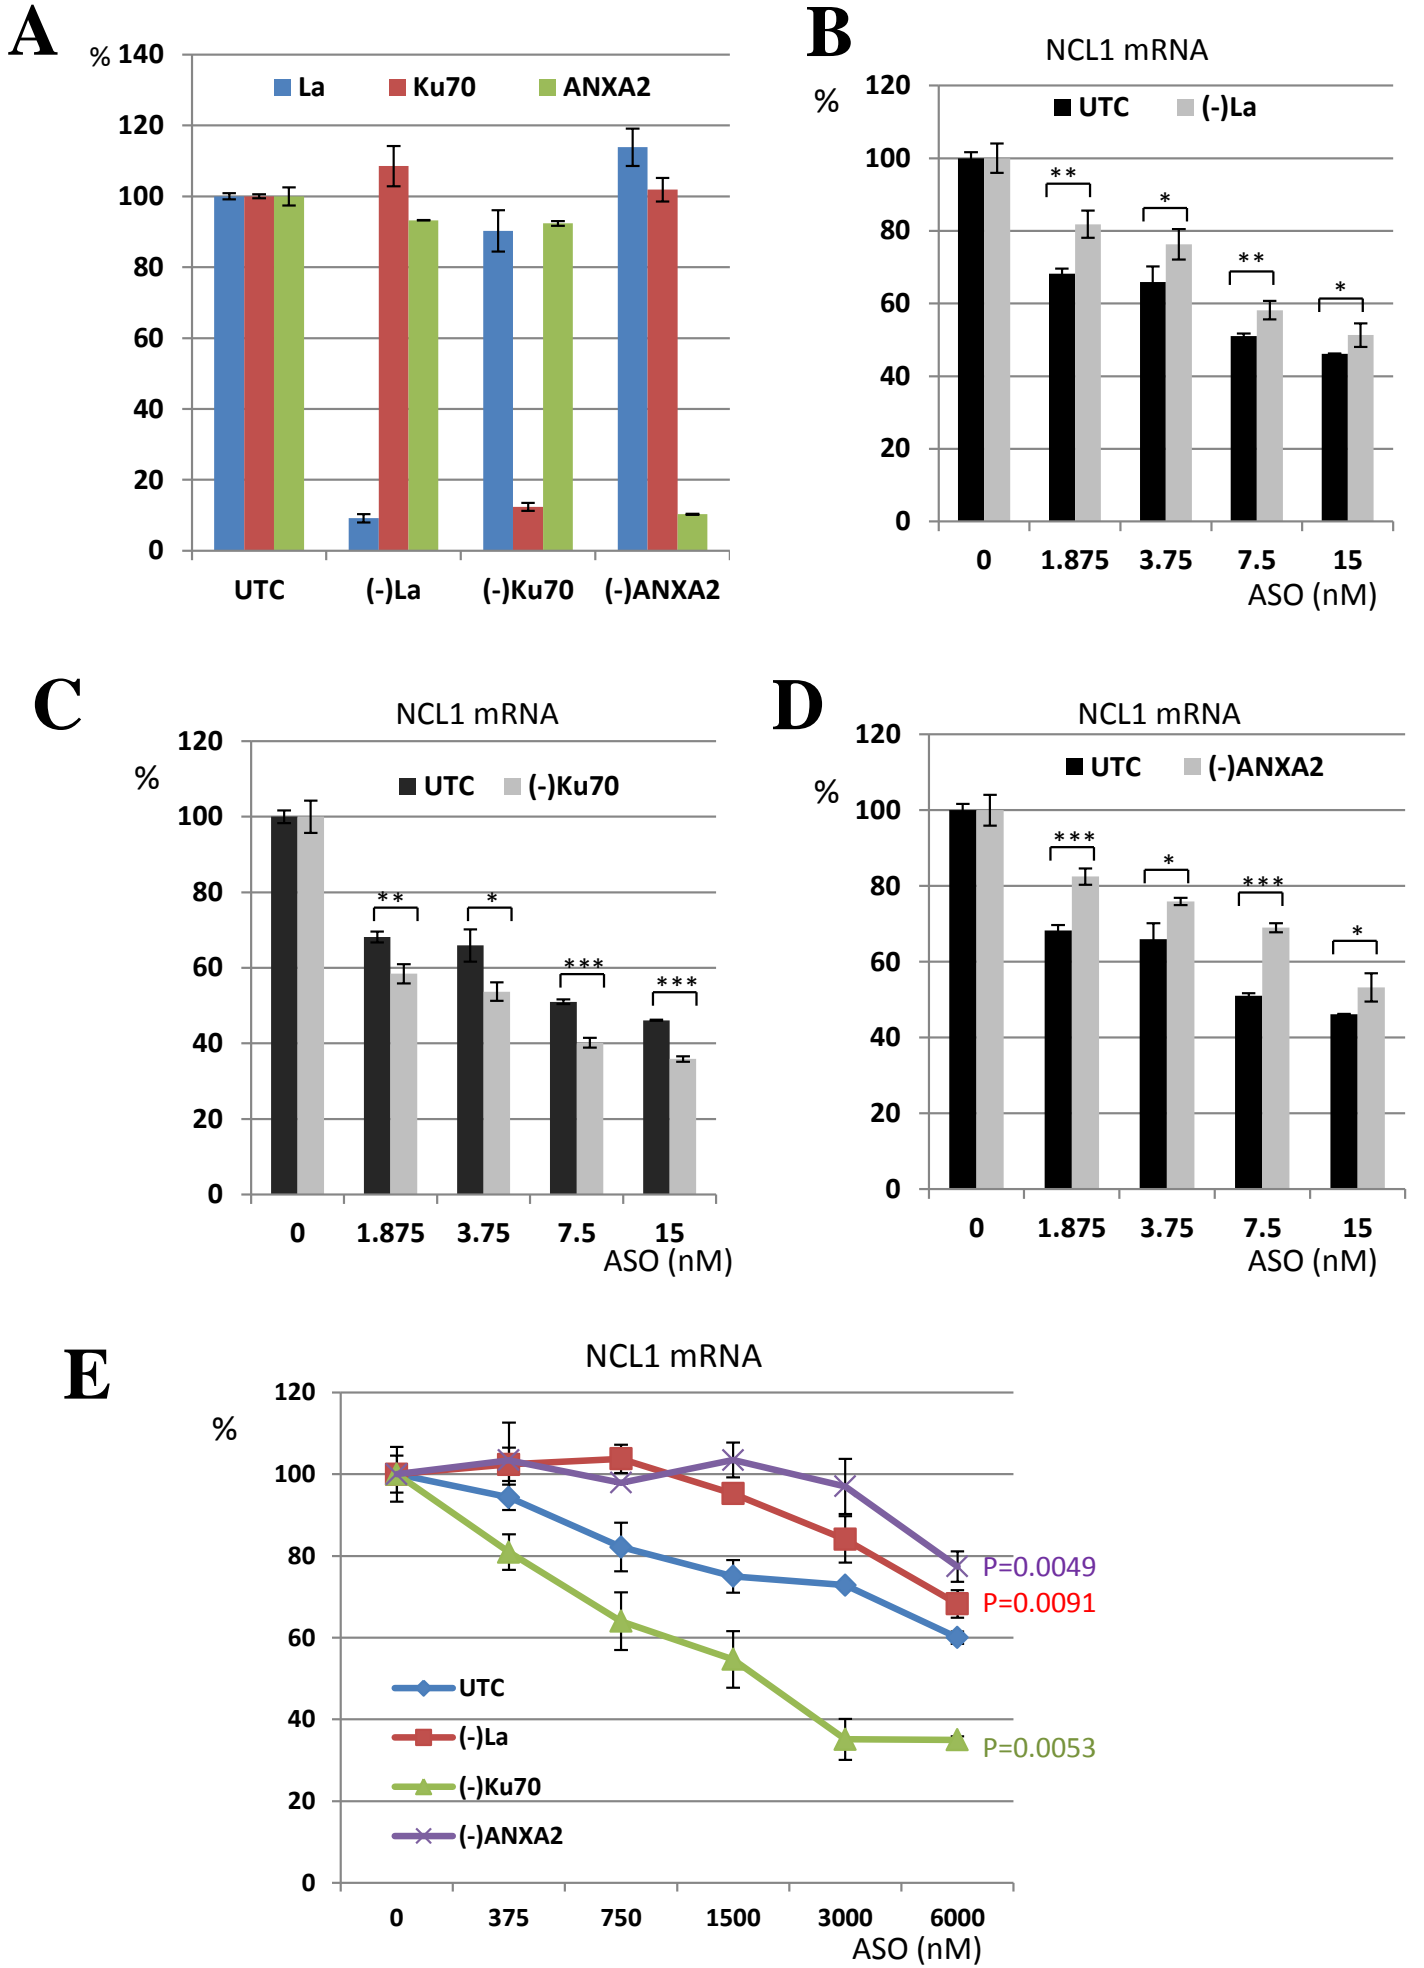 A
%
140
120
100
80
60
40
20
0
La Ku70 ANXA2
UTC (-)La (-)Ku70 (-)ANXA2
B
NCL1 mRNA
%
120
100
80
60
40
20
0
UTC (-)La
** * ** *
0 1.875 3.75 7.5 15
ASO (nM)
C
NCL1 mRNA
%
120
100
80
60
40
20
0
UTC (-)Ku70
** * *** ***
0 1.875 3.75 7.5 15
ASO (nM)
D
NCL1 mRNA
%
120
100
80
60
40
20
0
UTC (-)ANXA2
*** * *** *
0 1.875 3.75 7.5 15
ASO (nM)
E
NCL1 mRNA
%
120
100
80
60
40
20
0
P=0.0049
P=0.0091
P=0.0053
UTC
(-)La
(-)Ku70
(-)ANXA2
0 375 750 1500 3000 6000
ASO (nM)